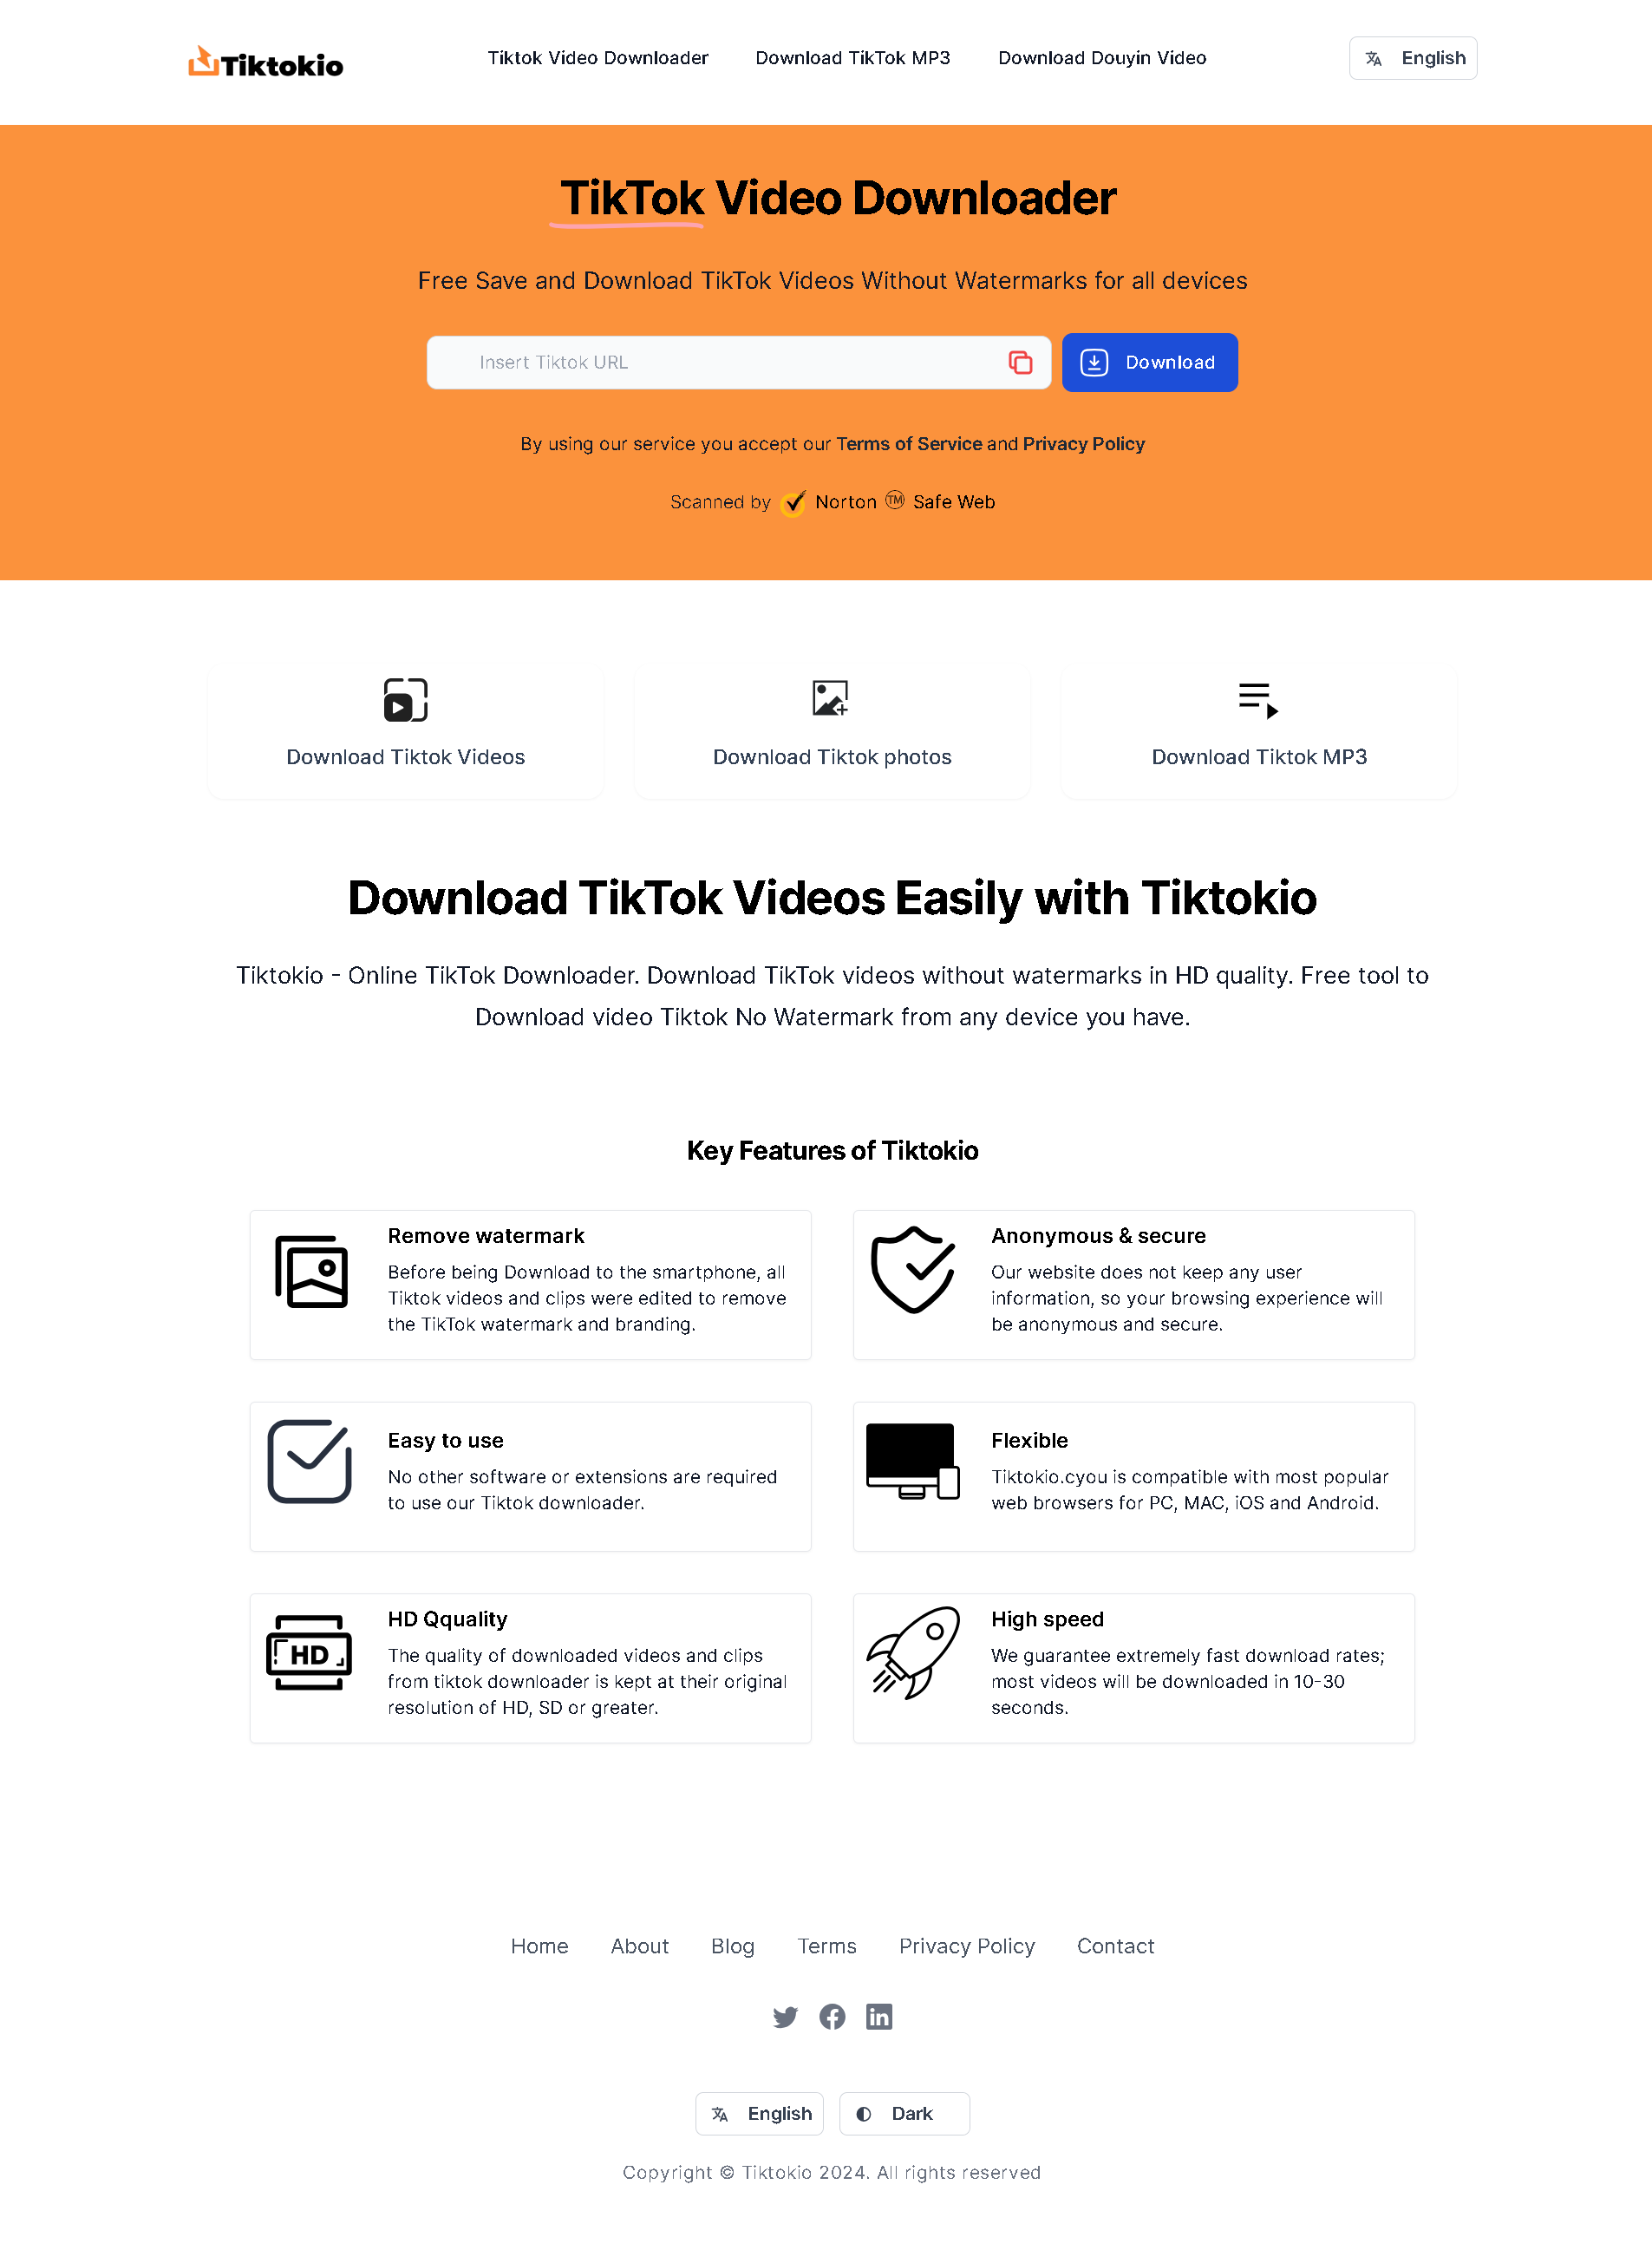 Tiktokio
Tiktok Video Downloader
Download TikTok MP3
Download Douyin Video
English
TikTok Video Downloader
Free Save and Download TikTok Videos Without Watermarks for all devices
Insert Tiktok URL
Download
By using our service you accept our Terms of Service and Privacy Policy
Scanned by Norton TM Safe Web
Download Tiktok Videos
Download Tiktok photos
Download Tiktok MP3
Download TikTok Videos Easily with Tiktokio
Tiktokio - Online TikTok Downloader. Download TikTok videos without watermarks in HD quality. Free tool to
Download video Tiktok No Watermark from any device you have.
Key Features of Tiktokio
Remove watermark
Before being Download to the smartphone, all
Tiktok videos and clips were edited to remove
the TikTok watermark and branding.
Anonymous & secure
Our website does not keep any user
information, so your browsing experience will
be anonymous and secure.
Easy to use
No other software or extensions are required
to use our Tiktok downloader.
Flexible
Tiktokio.cyou is compatible with most popular
web browsers for PC, MAC, iOS and Android.
HD
HD Qquality
The quality of downloaded videos and clips
from tiktok downloader is kept at their original
resolution of HD, SD or greater.
High speed
We guarantee extremely fast download rates;
most videos will be downloaded in 10-30
seconds.
Home
About
Blog
Terms
Privacy Policy
Contact
English
Dark
Copyright © Tiktokio 2024. All rights reserved